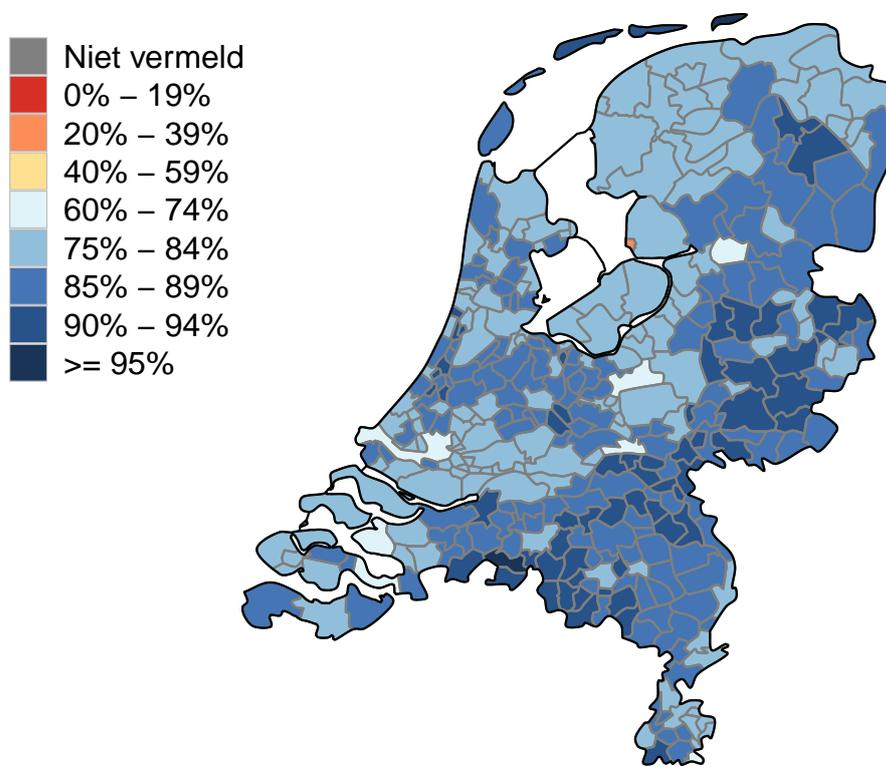 Niet vermeld
0% – 19%
20% – 39%
40% – 59%
60% – 74%
75% – 84%
85% – 89%
90% – 94%
>= 95%